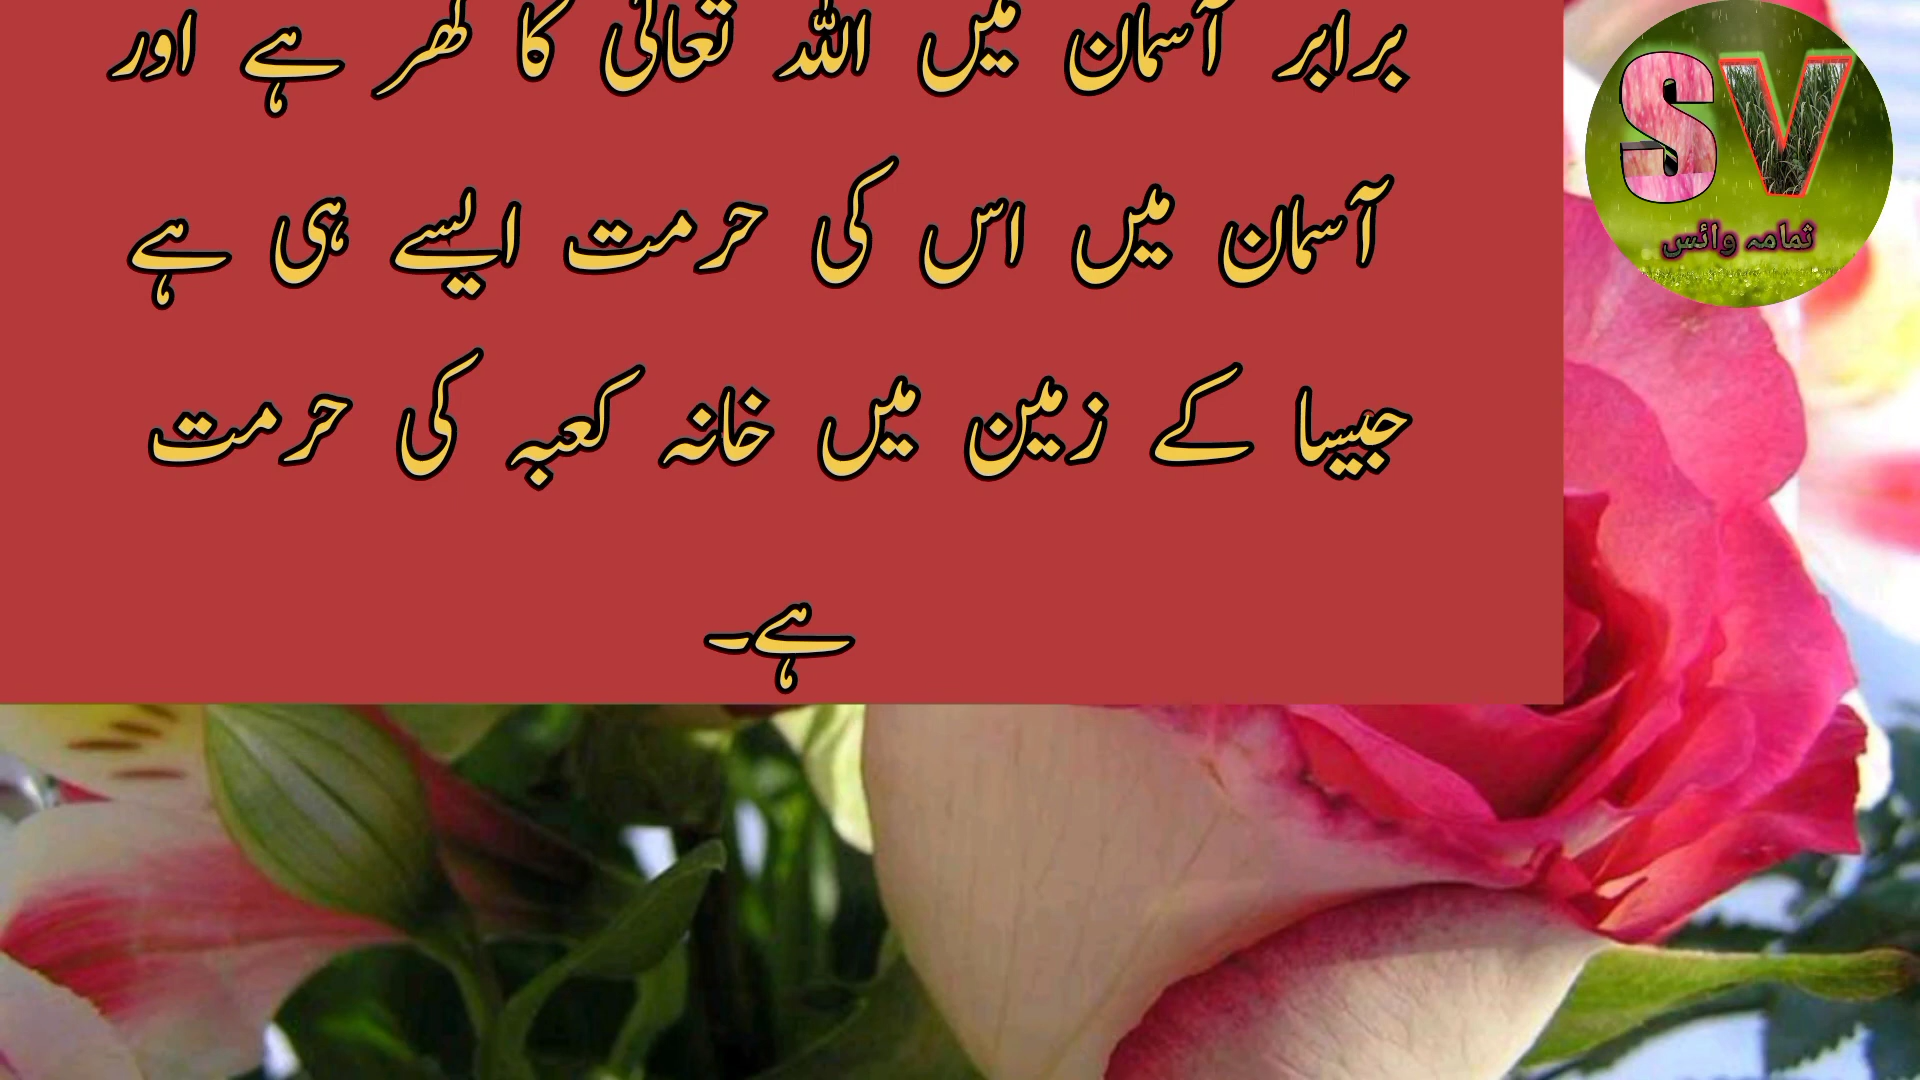 برابر آسمان میں اللہ تعالیٰ کا گھر ہے اور
آسمان میں اس کی حرمت ایسے ہی ہے
جیسا کے زمین میں خانہ کعبہ کی حرمت
ہے۔
SV
ثمامہ وائس